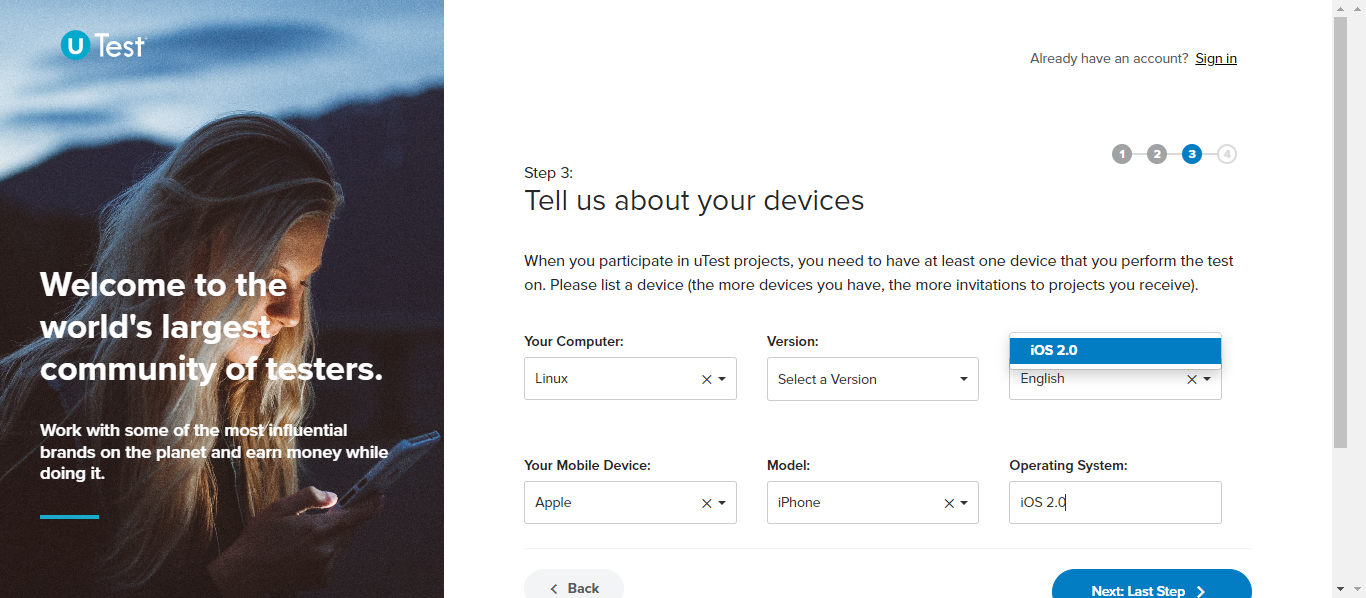 U Test
Already have an account? Sign in
1 2 3 4
Step 3:
Tell us about your devices
When you participate in uTest projects, you need to have at least one device that you perform the test
on. Please list a device (the more devices you have, the more invitations to projects you receive).
Your Computer:
Version:
iOS 2.0
Linux
Select a Version
English
Your Mobile Device:
Model:
Operating System:
Apple
iPhone
iOS 2.0
Back
Next: Last Step
Welcome to the
world's largest
community of testers.
Work with some of the most influential
brands on the planet and earn money while
doing it.